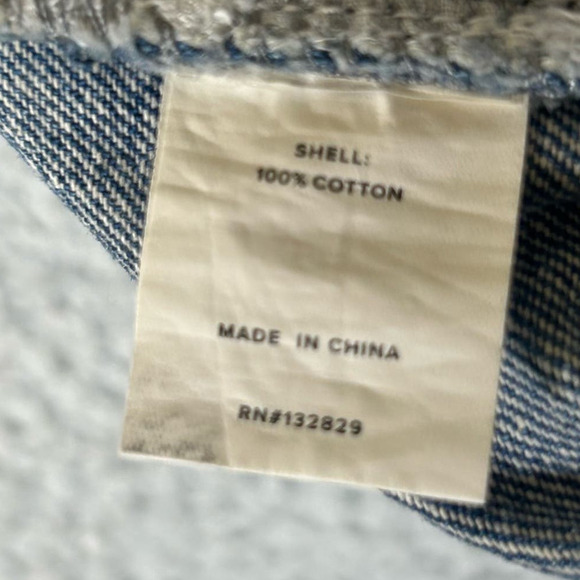 SHELL:
100% COTTON
MADE IN CHINA
RN#132829